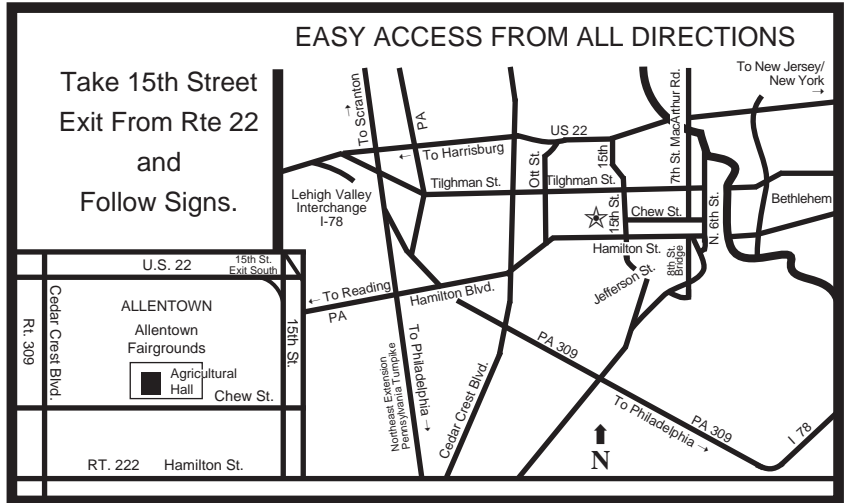 EASY ACCESS FROM ALL DIRECTIONS
Take 15th Street
Exit From Rte 22
and
Follow Signs.
To New Jersey/
New York
→
→
To Scranton
PA
7th St. MacArthur Rd.
US 22
15th
← To Harrisburg
Ott St.
Tilghman St.
Tilghman St.
Lehigh Valley
Interchange
I-78
15th St.
Chew St.
N. 6th St.
Bethlehem
Hamilton St.
8th St.
Bridge
Jefferson St.
← To Reading
PA
Hamilton Blvd.
To Philadelphia →
Northeast Extension
Pennsylvania Turnpike
Cedar Crest Blvd.
PA 309
To Philadelphia →
PA 309
I 78
N
U.S. 22
15th St.
Exit South
Rt. 309
Cedar Crest Blvd.
ALLENTOWN
Allentown
Fairgrounds
15th St.
Agricultural
Hall
Chew St.
RT. 222 Hamilton St.